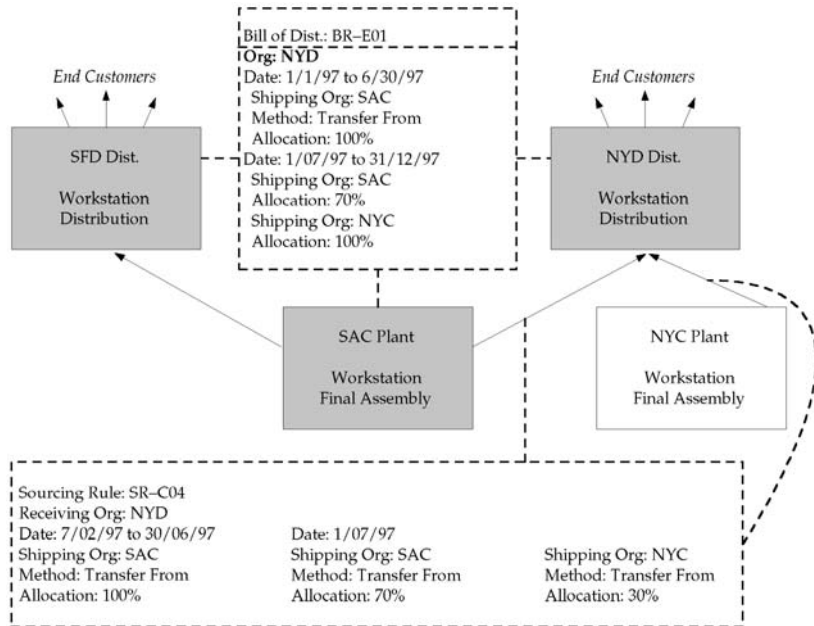 Bill of Dist.: BR–E01
Org: NYD
Date: 1/1/97 to 6/30/97
Shipping Org: SAC
Method: Transfer From
Allocation: 100%
Date: 1/07/97 to 31/12/97
Shipping Org: SAC
Allocation: 70%
Shipping Org: NYC
Allocation: 100%
End Customers
SFD Dist.
Workstation
Distribution
End Customers
NYD Dist.
Workstation
Distribution
SAC Plant
Workstation
Final Assembly
NYC Plant
Workstation
Final Assembly
Sourcing Rule: SR–C04
Receiving Org: NYD
Date: 7/02/97 to 30/06/97
Shipping Org: SAC
Method: Transfer From
Allocation: 100%
Date: 1/07/97
Shipping Org: SAC
Method: Transfer From
Allocation: 70%
Shipping Org: NYC
Method: Transfer From
Allocation: 30%